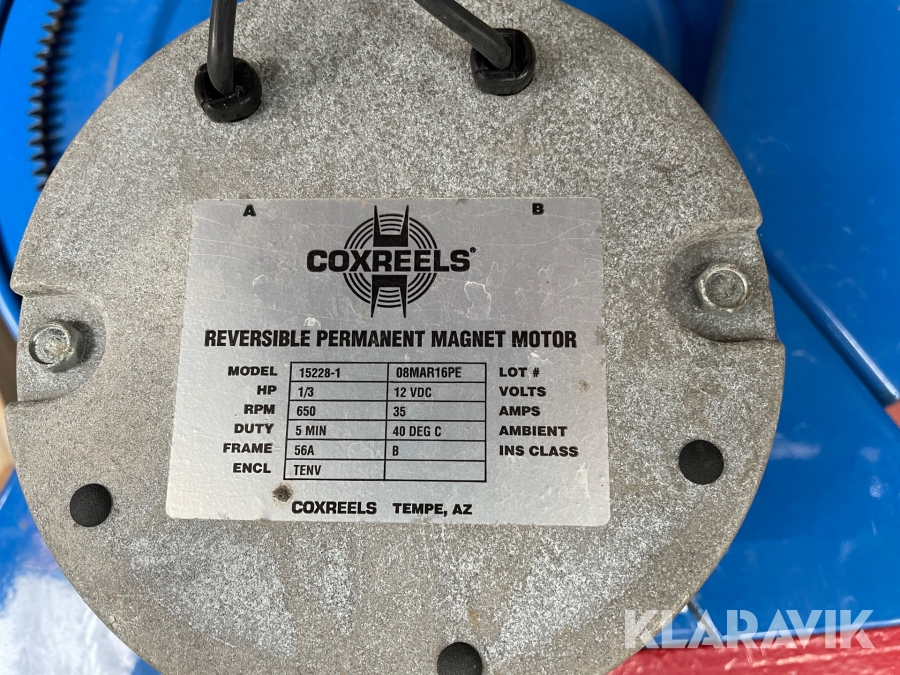 A B
COXREELS®
REVERSIBLE PERMANENT MAGNET MOTOR
MODEL 15228-1 08MAR16PE LOT #
HP 1/3 12 VDC VOLTS
RPM 650 35 AMPS
DUTY 5 MIN 40 DEG C AMBIENT
FRAME 56A B INS CLASS
ENCL TENV
COXREELS TEMPE, AZ
KLARAVIK